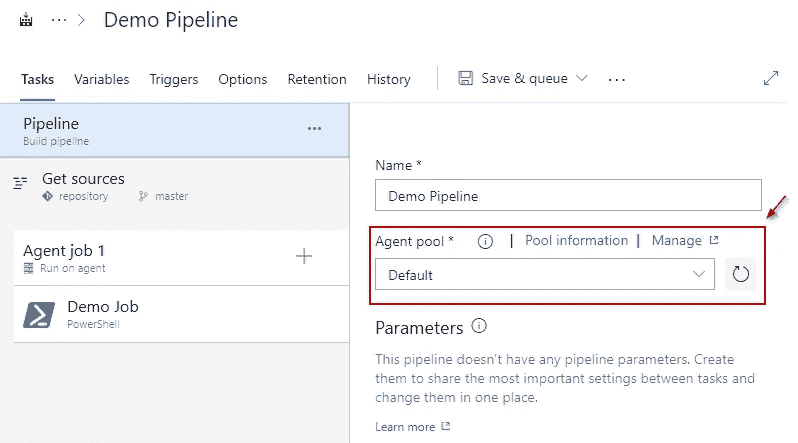 ... > Demo Pipeline
Tasks Variables Triggers Options Retention History Save & queue ...
Pipeline ...
Build pipeline
Get sources
repository master
Agent job 1 +
Run on agent
Demo Job
PowerShell
Name *
Demo Pipeline
Agent pool * | Pool information | Manage
Default
Parameters
This pipeline doesn't have any pipeline parameters. Create
them to share the most important settings between tasks and
change them in one place.
Learn more